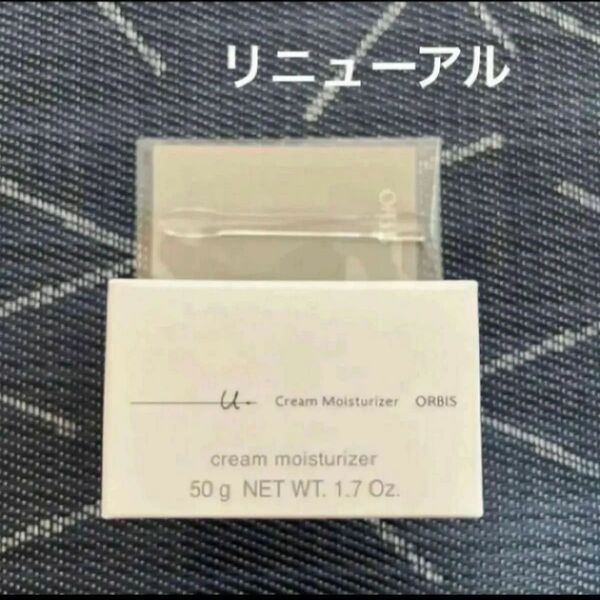 リニューアル
u. Cream Moisturizer ORBIS
cream moisturizer
50 g NET WT. 1.7 Oz.